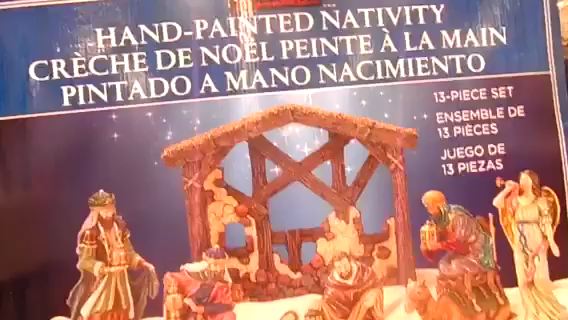 HAND-PAINTED NATIVITY
CRÈCHE DE NOËL PEINTE À LA MAIN
PINTADO A MANO NACIMIENTO
13-PIECE SET
ENSEMBLE DE
13 PIÈCES
JUEGO DE
13 PIEZAS